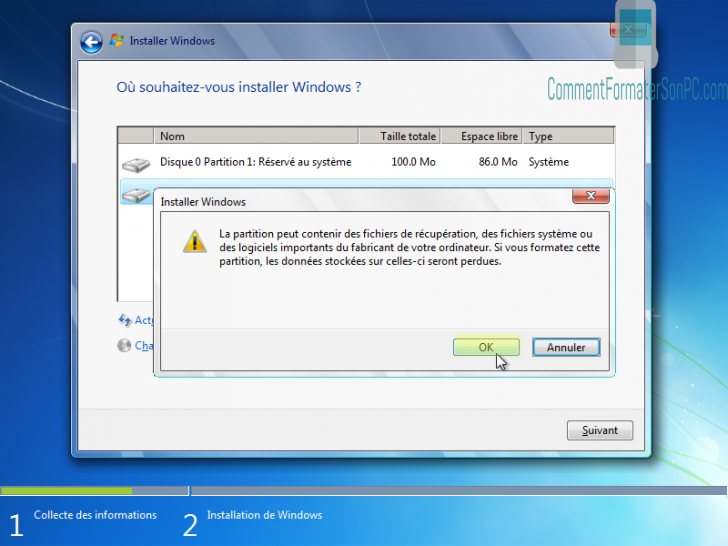 Installer Windows
CommentFormaterSonPC.com
Où souhaitez-vous installer Windows ?
Nom Taille totale Espace libre Type
Disque 0 Partition 1: Réservé au système 100.0 Mo 86.0 Mo Système
Installer Windows
La partition peut contenir des fichiers de récupération, des fichiers système ou
des logiciels importants du fabricant de votre ordinateur. Si vous formatez cette
partition, les données stockées sur celles-ci seront perdues.
OK Annuler
Suivant
1 Collecte des informations 2 Installation de Windows